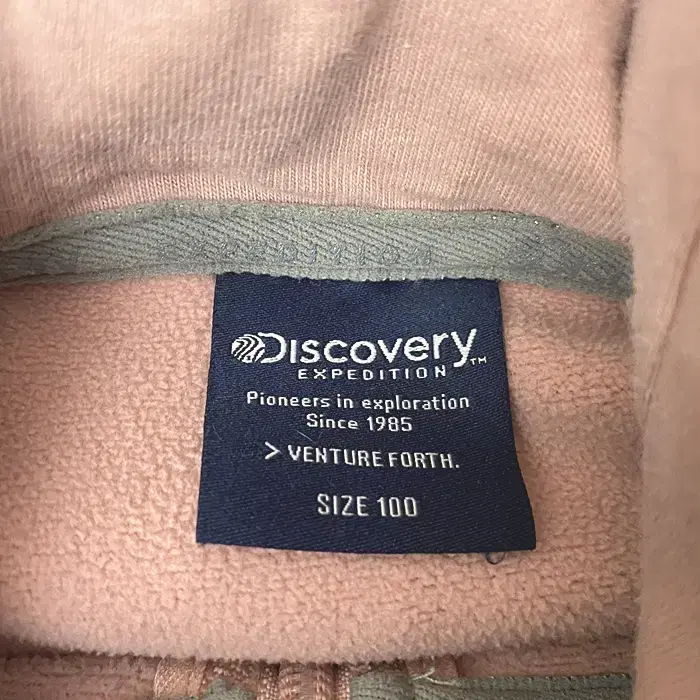 Discovery™
EXPEDITION
Pioneers in exploration
Since 1985
> VENTURE FORTH.
SIZE 100